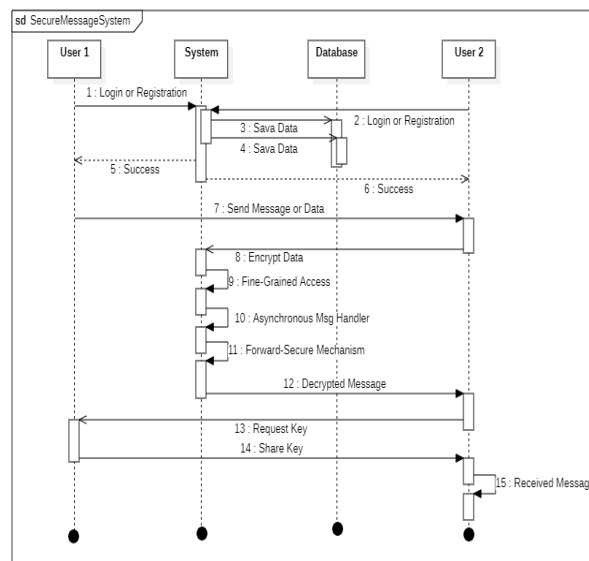 sd SecureMessageSystem
User 1
System
Database
User 2
1 : Login or Registration
2 : Login or Registration
3 : Sava Data
4 : Sava Data
5 : Success
6 : Success
7 : Send Message or Data
8 : Encrypt Data
9 : Fine-Grained Access
10 : Asynchronous Msg Handler
11 : Forward-Secure Mechanism
12 : Decrypted Message
13 : Request Key
14 : Share Key
15 : Received Messag